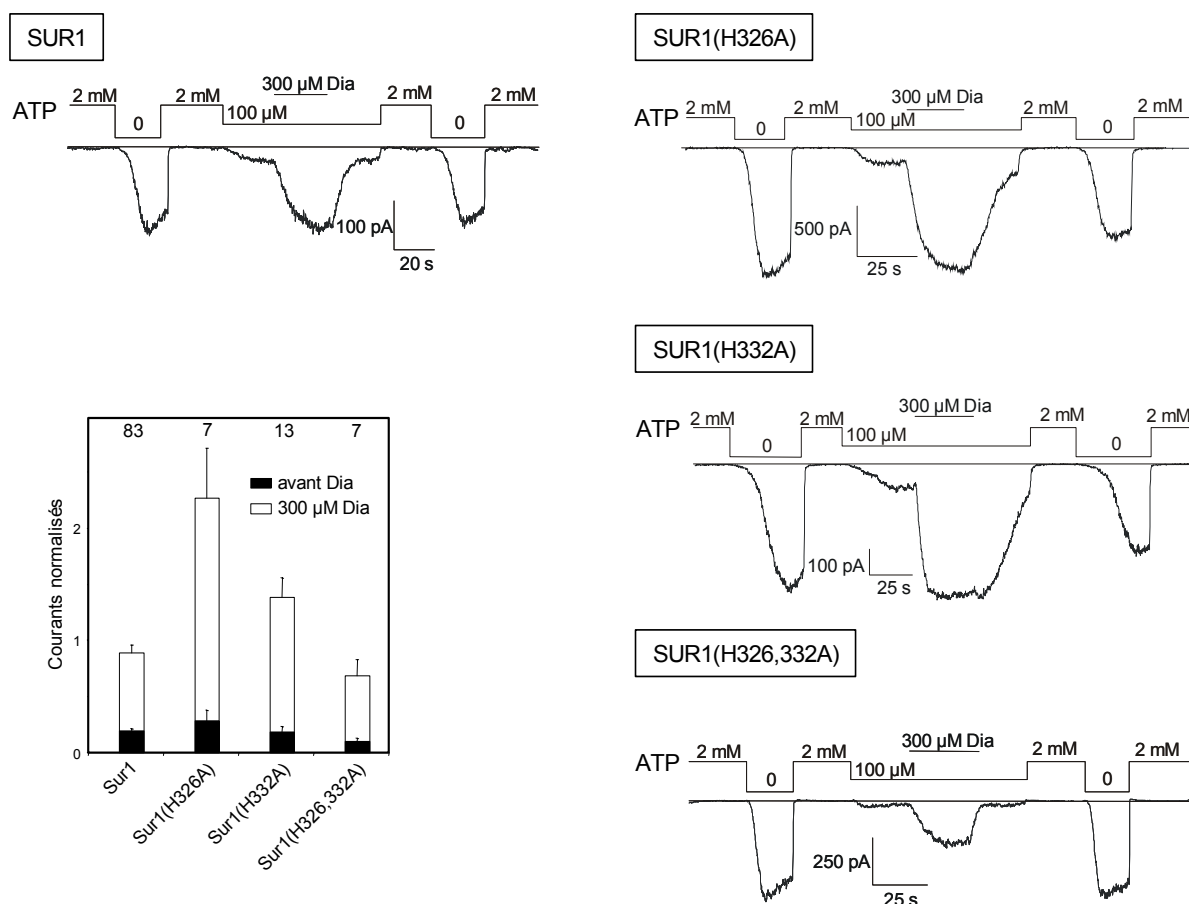 SUR1
300 µM Dia
2 mM 2 mM 100 µM 2 mM 2 mM
ATP
0 0
100 pA
20 s
SUR1(H326A)
300 µM Dia
2 mM 2 mM 100 µM 2 mM 2 mM
ATP
0 0
500 pA
25 s
SUR1(H332A)
300 µM Dia
2 mM 2 mM 100 µM 2 mM 2 mM
ATP
0 0
100 pA
25 s
SUR1(H326,332A)
300 µM Dia
2 mM 2 mM 100 µM 2 mM 2 mM
ATP
0 0
250 pA
25 s
83 7 13 7
avant Dia
300 µM Dia
Courants normalisés
2
1
0
Sur1
Sur1(H326A)
Sur1(H332A)
Sur1(H326,332A)